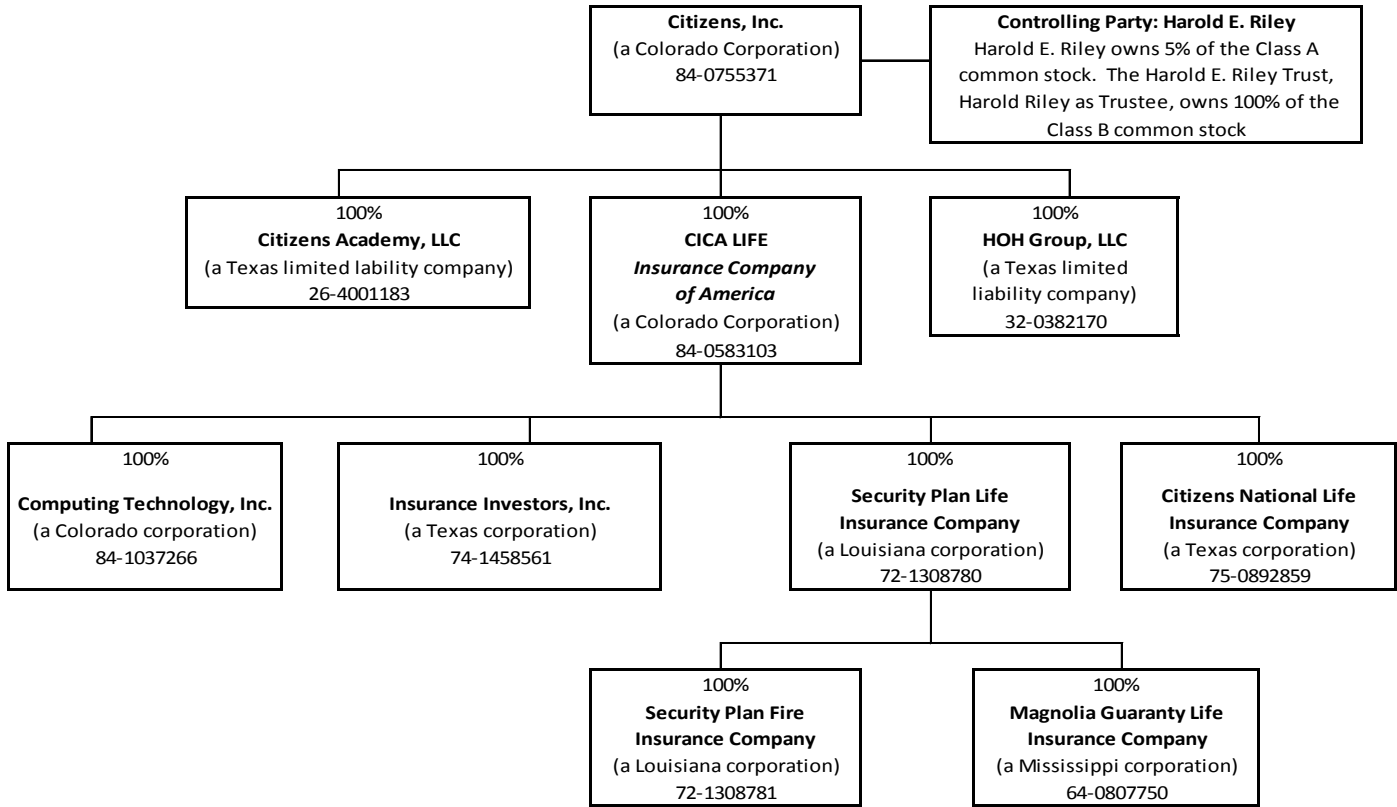 Citizens, Inc.
(a Colorado Corporation)
84-0755371
Controlling Party: Harold E. Riley
Harold E. Riley owns 5% of the Class A
common stock. The Harold E. Riley Trust,
Harold Riley as Trustee, owns 100% of the
Class B common stock
100%
Citizens Academy, LLC
(a Texas limited lability company)
26-4001183
100%
CICA LIFE
Insurance Company
of America
(a Colorado Corporation)
84-0583103
100%
HOH Group, LLC
(a Texas limited
liability company)
32-0382170
100%
Computing Technology, Inc.
(a Colorado corporation)
84-1037266
100%
Insurance Investors, Inc.
(a Texas corporation)
74-1458561
100%
Security Plan Life
Insurance Company
(a Louisiana corporation)
72-1308780
100%
Citizens National Life
Insurance Company
(a Texas corporation)
75-0892859
100%
Security Plan Fire
Insurance Company
(a Louisiana corporation)
72-1308781
100%
Magnolia Guaranty Life
Insurance Company
(a Mississippi corporation)
64-0807750